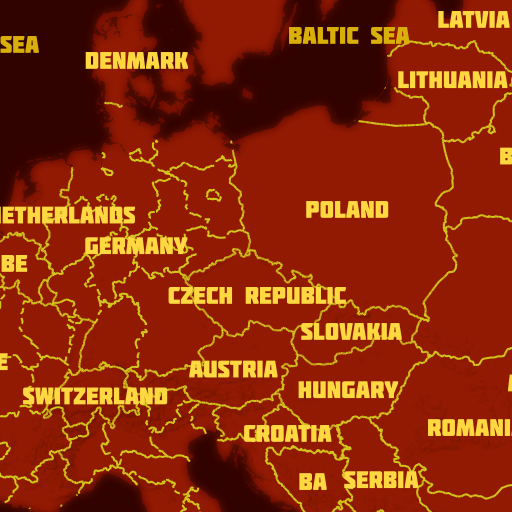 LATVIA
BALTIC SEA
SEA
DENMARK
LITHUANIA
B
POLAND
NETHERLANDS
GERMANY
BE
CZECH REPUBLIC
SLOVAKIA
E
AUSTRIA
HUNGARY
SWITZERLAND
ROMANIA
CROATIA
BA
SERBIA